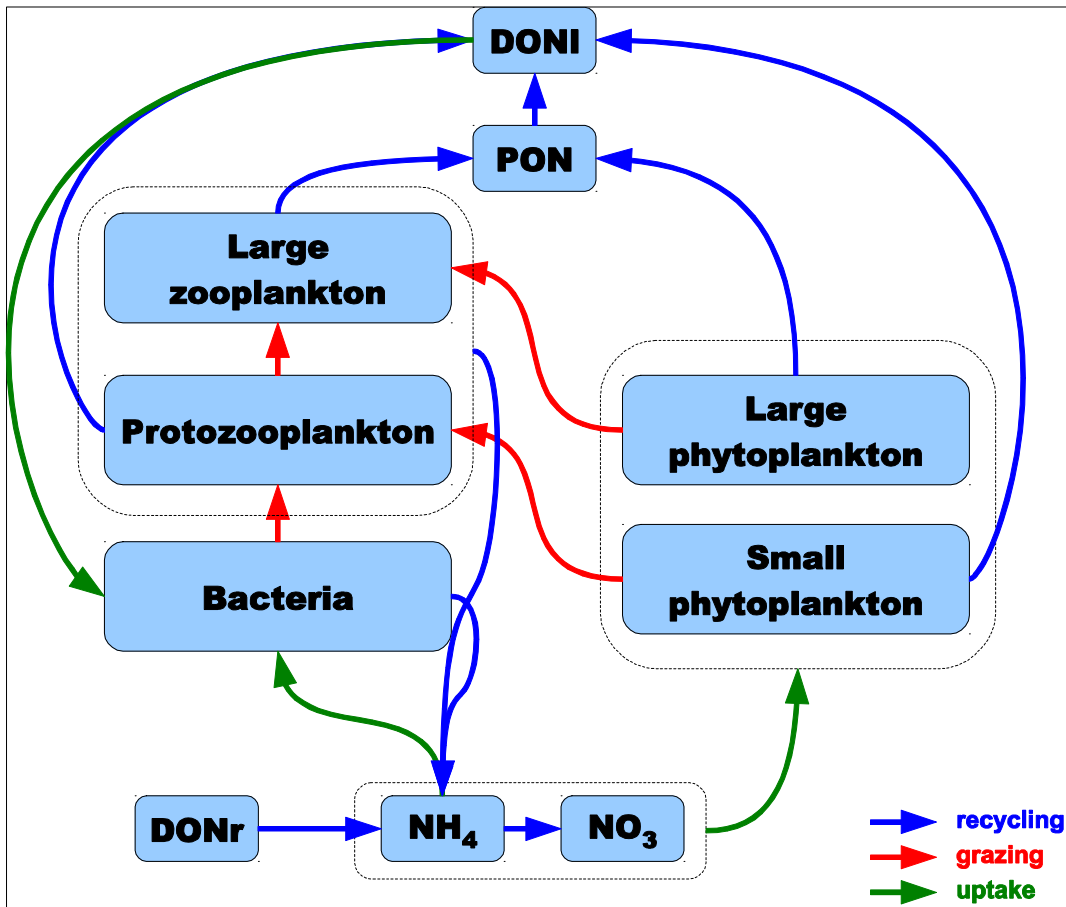 DONl
PON
Large
zooplankton
Protozooplankton
Bacteria
Large
phytoplankton
Small
phytoplankton
DONr
NH4
NO3
recycling
grazing
uptake